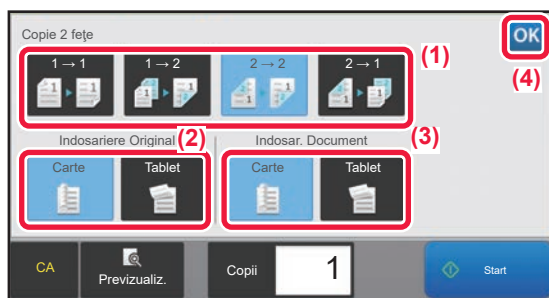 Copie 2 fețe
OK
1 → 1
1 → 2
2 → 2
2 → 1
(1)
(4)
Indosariere Original
(2)
Indosar. Document
(3)
Carte
Tablet
Carte
Tablet
CA
Previzualiz.
Copii
1
Start